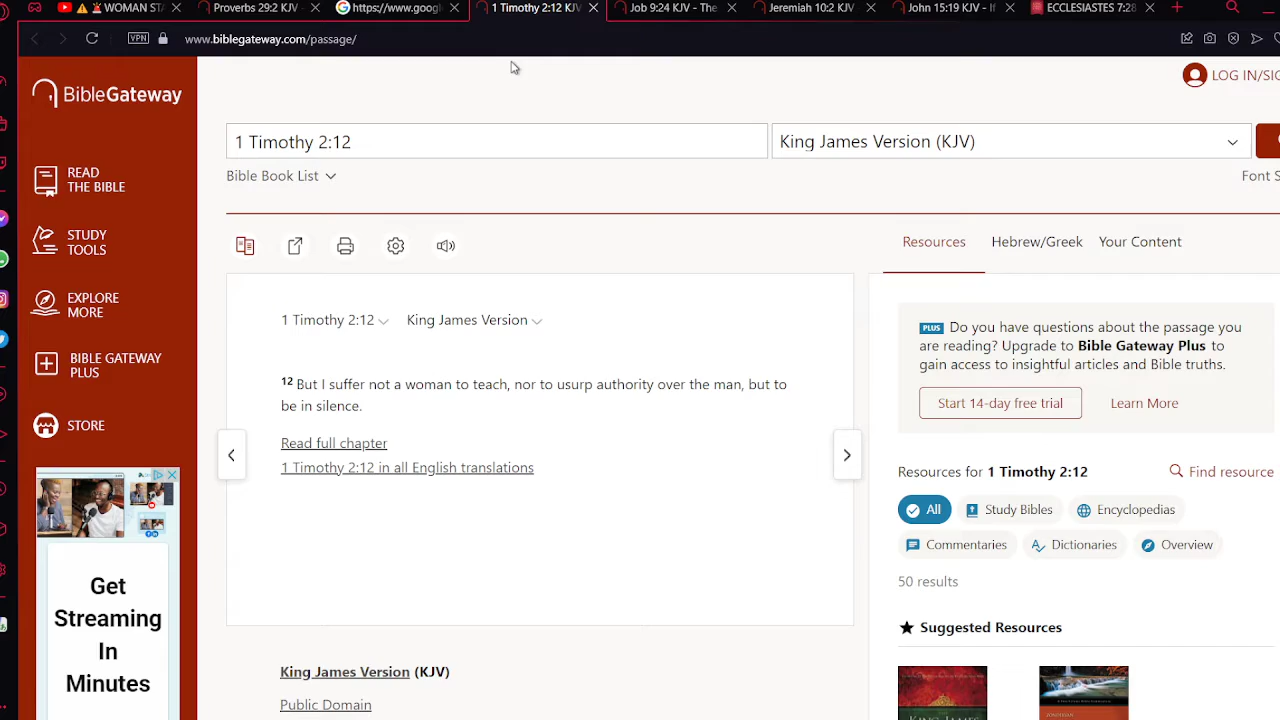 WOMAN STA
Proverbs 29:2 KJV -
https://www.goog
1 Timothy 2:12 KJV
Job 9:24 KJV - The
Jeremiah 10:2 KJV
John 15:19 KJV - If
ECCLESIASTES 7:28
VPN
www.biblegateway.com/passage/
BibleGateway
LOG IN/SIG
1 Timothy 2:12
King James Version (KJV)
Bible Book List
Font S
READ
THE BIBLE
STUDY
TOOLS
EXPLORE
MORE
BIBLE GATEWAY
PLUS
STORE
Resources
Hebrew/Greek
Your Content
1 Timothy 2:12
King James Version
12 But I suffer not a woman to teach, nor to usurp authority over the man, but to
be in silence.
Read full chapter
1 Timothy 2:12 in all English translations
King James Version (KJV)
Public Domain
PLUS Do you have questions about the passage you
are reading? Upgrade to Bible Gateway Plus to
gain access to insightful articles and Bible truths.
Start 14-day free trial
Learn More
Resources for 1 Timothy 2:12
Find resource
All
Study Bibles
Encyclopedias
Commentaries
Dictionaries
Overview
50 results
★ Suggested Resources
KING JAMES
Get
Streaming
In
Minutes